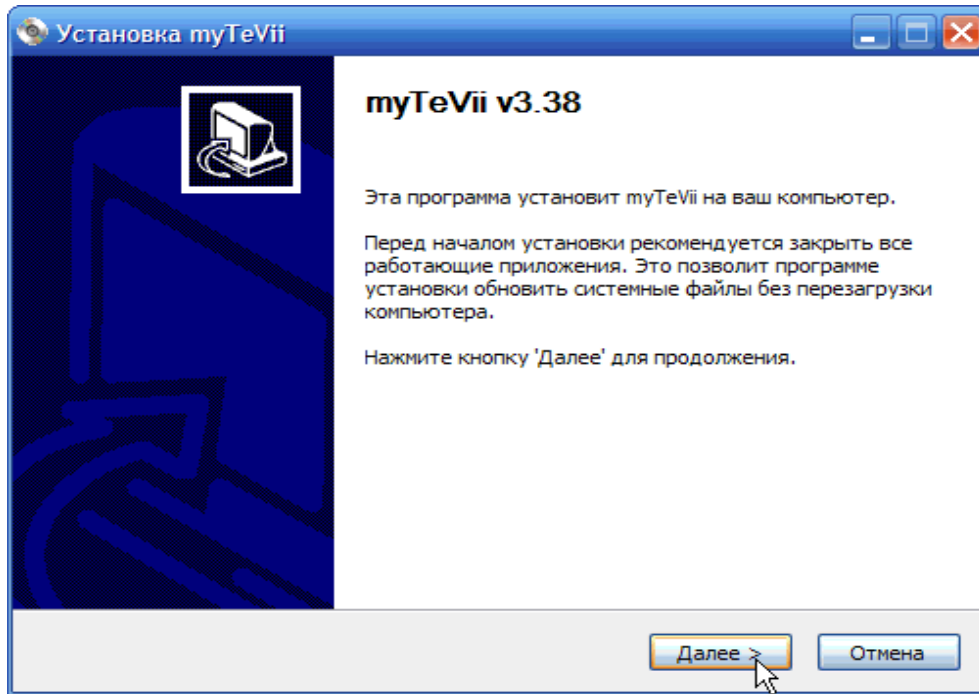 Установка myTeVii
myTeVii v3.38
Эта программа установит myTeVii на ваш компьютер.
Перед началом установки рекомендуется закрыть все
работающие приложения. Это позволит программе
установки обновить системные файлы без перезагрузки
компьютера.
Нажмите кнопку 'Далее' для продолжения.
Далее >
Отмена